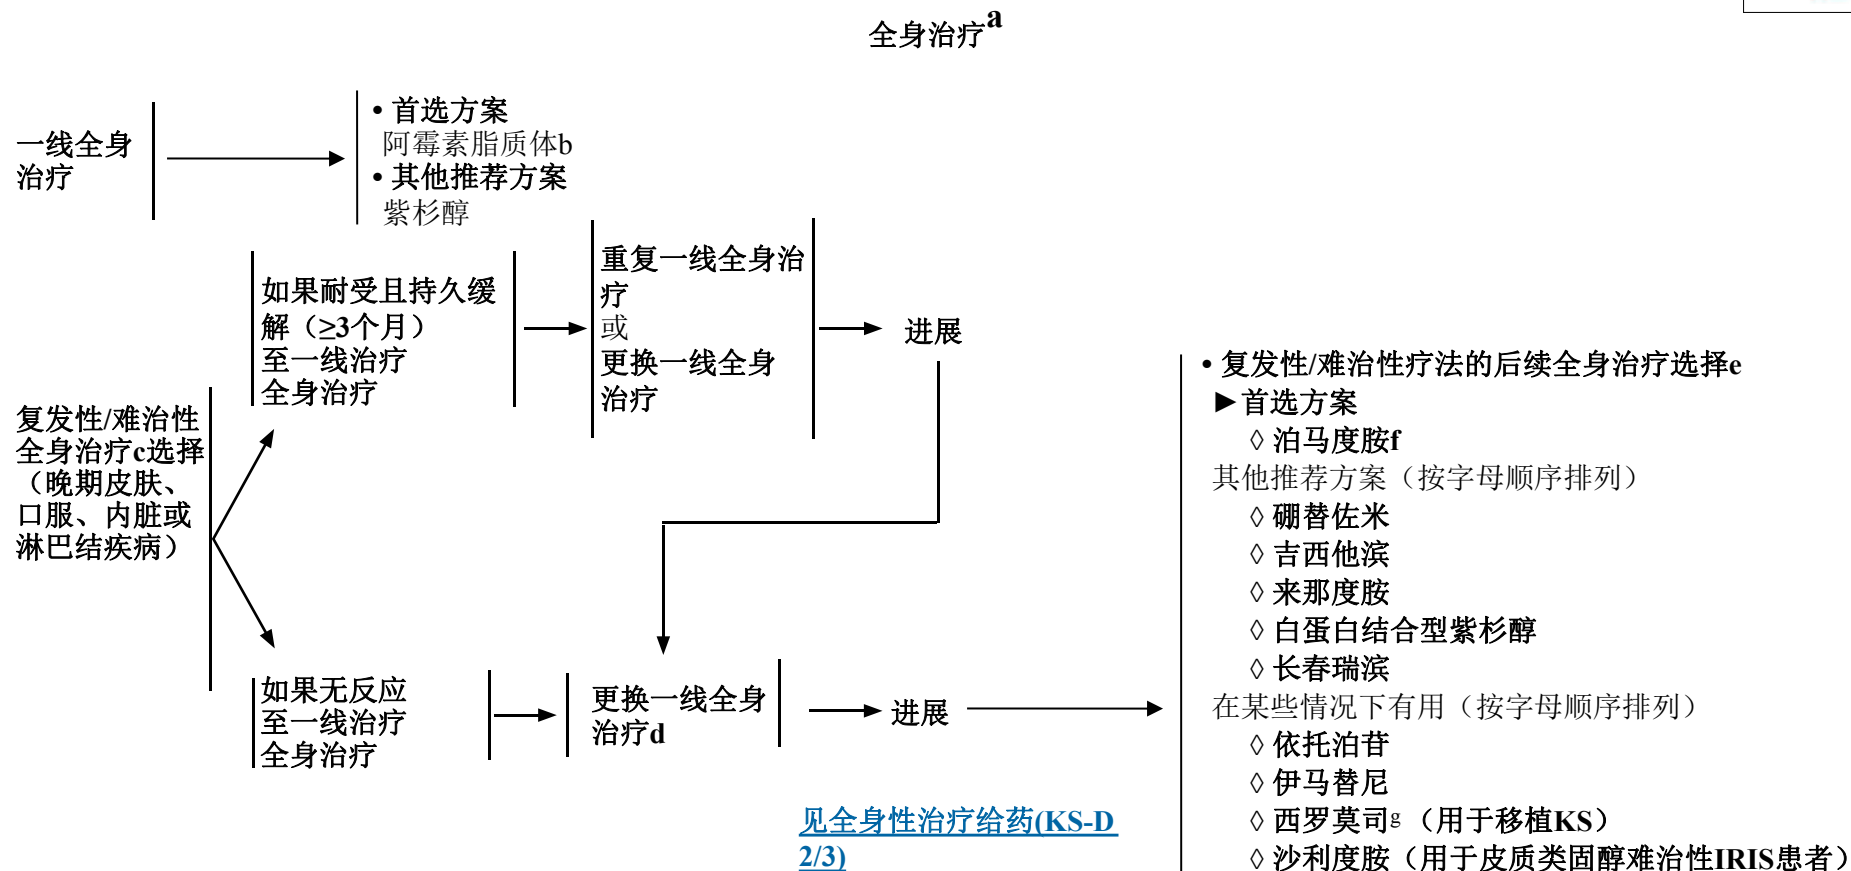 全身治疗a
一线全身
治疗
• 首选方案
阿霉素脂质体b
• 其他推荐方案
紫杉醇
复发性/难治性
全身治疗c选择
（晚期皮肤、
口服、内脏或
淋巴结疾病）
如果耐受且持久缓
解（≥3个月）
至一线治疗
全身治疗
重复一线全身治
疗
或
更换一线全身
治疗
进展
如果无反应
至一线治疗
全身治疗
更换一线全身
治疗d
进展
见全身性治疗给药(KS-D
2/3)
• 复发性/难治性疗法的后续全身治疗选择e
►首选方案
◊ 泊马度胺f
其他推荐方案（按字母顺序排列）
◊ 硼替佐米
◊ 吉西他滨
◊ 来那度胺
◊ 白蛋白结合型紫杉醇
◊ 长春瑞滨
在某些情况下有用（按字母顺序排列）
◊ 依托泊苷
◊ 伊马替尼
◊ 西罗莫司g（用于移植KS）
◊ 沙利度胺（用于皮质类固醇难治性IRIS患者）